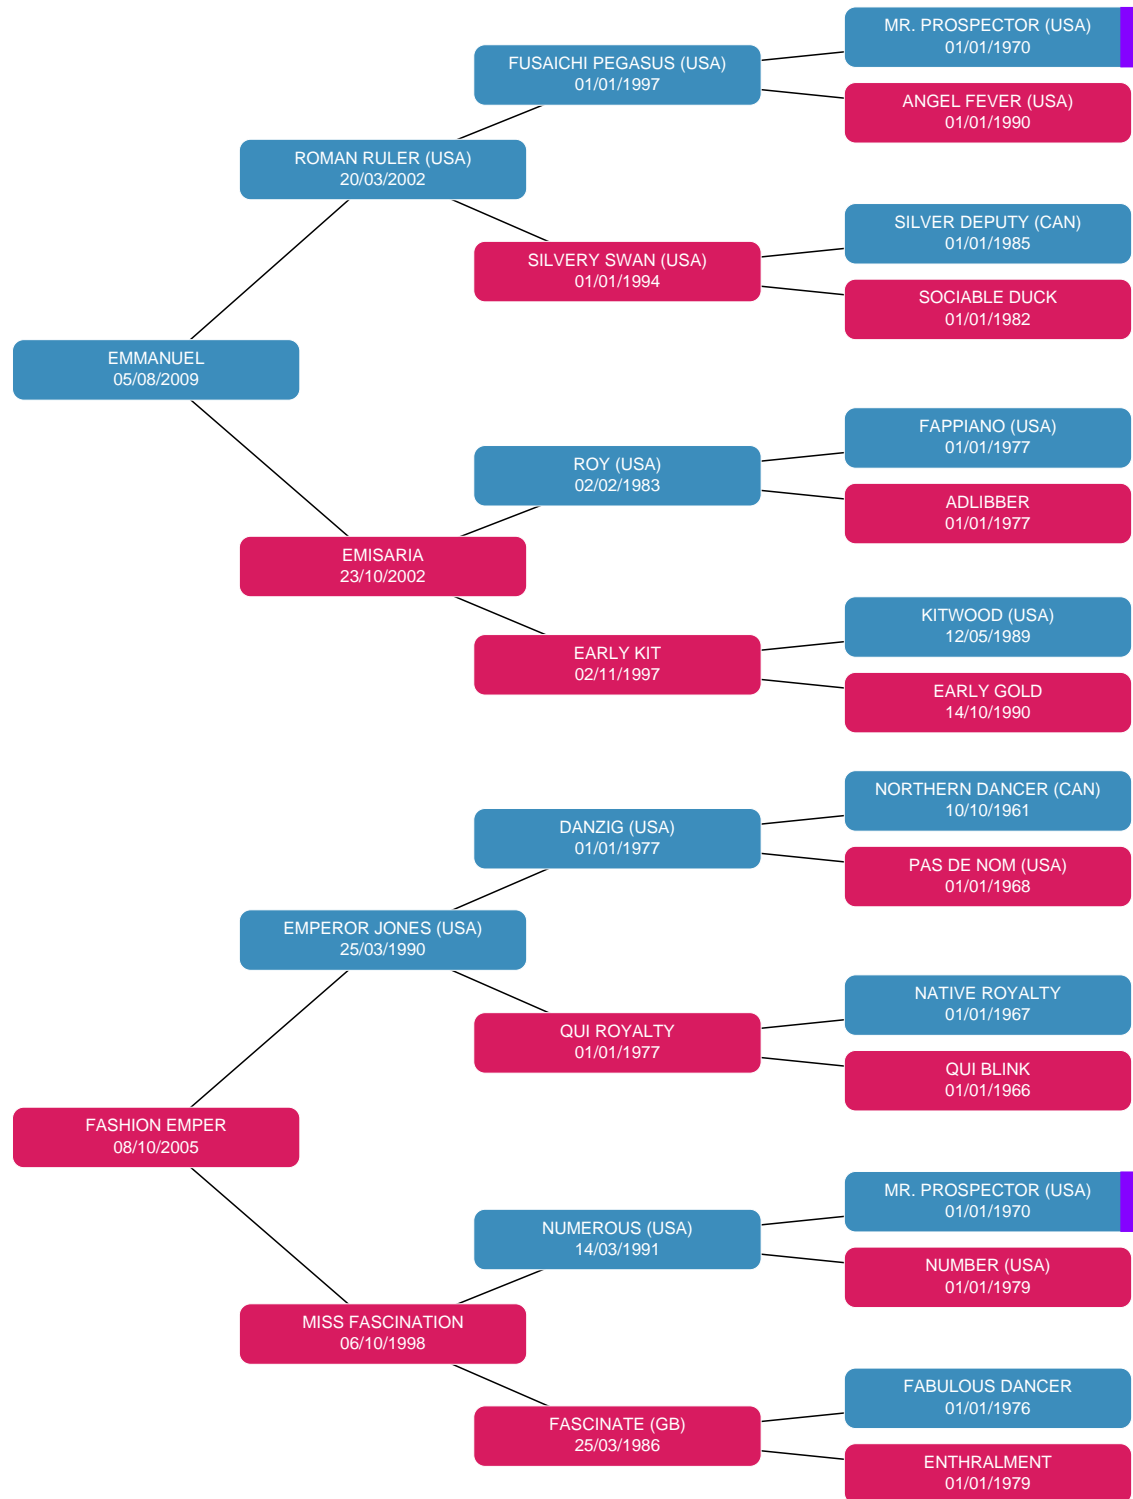 MR. PROSPECTOR (USA)
01/01/1970
FUSAICHI PEGASUS (USA)
01/01/1997
ANGEL FEVER (USA)
01/01/1990
ROMAN RULER (USA)
20/03/2002
SILVER DEPUTY (CAN)
01/01/1985
SILVERY SWAN (USA)
01/01/1994
SOCIABLE DUCK
01/01/1982
EMMANUEL
05/08/2009
FAPPIANO (USA)
01/01/1977
ROY (USA)
02/02/1983
ADLIBBER
01/01/1977
EMISARIA
23/10/2002
KITWOOD (USA)
12/05/1989
EARLY KIT
02/11/1997
EARLY GOLD
14/10/1990
NORTHERN DANCER (CAN)
10/10/1961
DANZIG (USA)
01/01/1977
PAS DE NOM (USA)
01/01/1968
EMPEROR JONES (USA)
25/03/1990
NATIVE ROYALTY
01/01/1967
QUI ROYALTY
01/01/1977
QUI BLINK
01/01/1966
FASHION EMPER
08/10/2005
MR. PROSPECTOR (USA)
01/01/1970
NUMEROUS (USA)
14/03/1991
NUMBER (USA)
01/01/1979
MISS FASCINATION
06/10/1998
FABULOUS DANCER
01/01/1976
FASCINATE (GB)
25/03/1986
ENTHRALMENT
01/01/1979